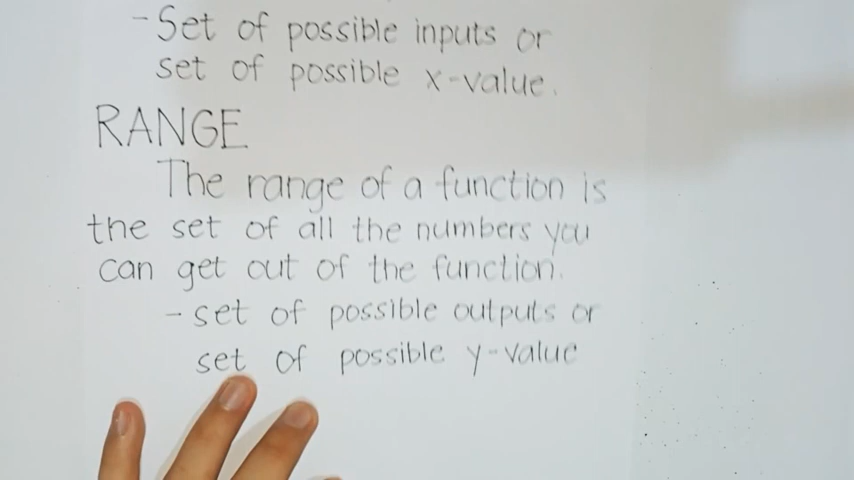 -Set of possible inputs or
set of possible x-value.
RANGE
The range of a function is
the set of all the numbers you
can get out of the function.
-set of possible outputs or
set of possible y-value